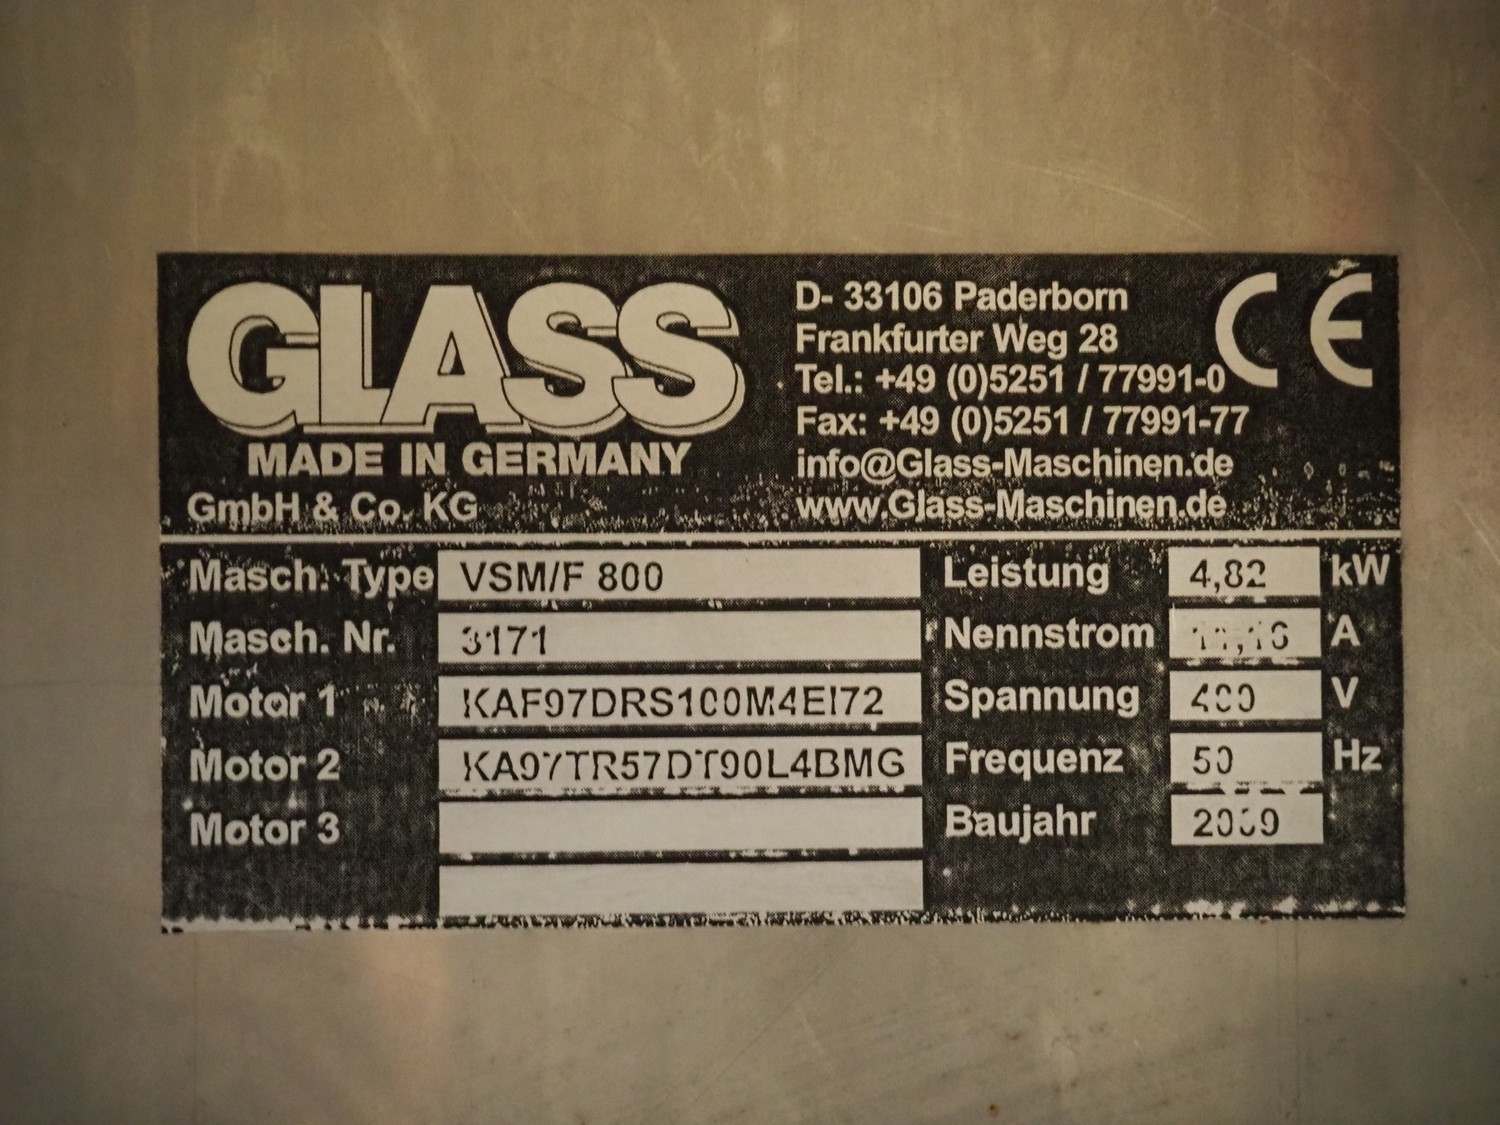 GLASS
MADE IN GERMANY
GmbH & Co. KG
D- 33106 Paderborn
Frankfurter Weg 28
Tel.: +49 (0)5251 / 77991-0
Fax: +49 (0)5251 / 77991-77
info@Glass-Maschinen.de
www.Glass-Maschinen.de
CE
Masch. Type VSM/F 800
Masch. Nr. 3171
Motor 1 KAF97DRS100M4EI72
Motor 2 KA97TR57DT90L4BMG
Motor 3
Leistung 4,82 kW
Nennstrom A
Spannung 400 V
Frequenz 50 Hz
Baujahr 2009